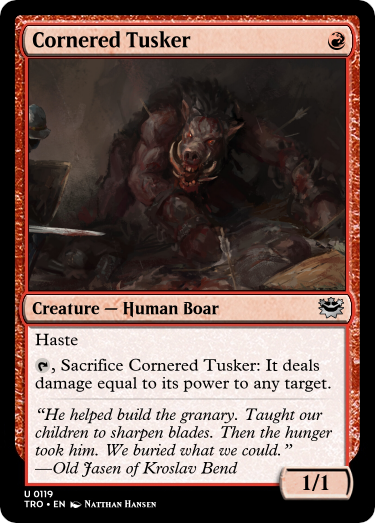 Cornered Tusker
Creature — Human Boar
Haste
, Sacrifice Cornered Tusker: It deals
damage equal to its power to any target.
“He helped build the granary. Taught our
children to sharpen blades. Then the hunger
took him. We buried what we could.”
—Old Jasen of Kroslav Bend
1/1
U 0119
TRO • EN Natthan Hansen